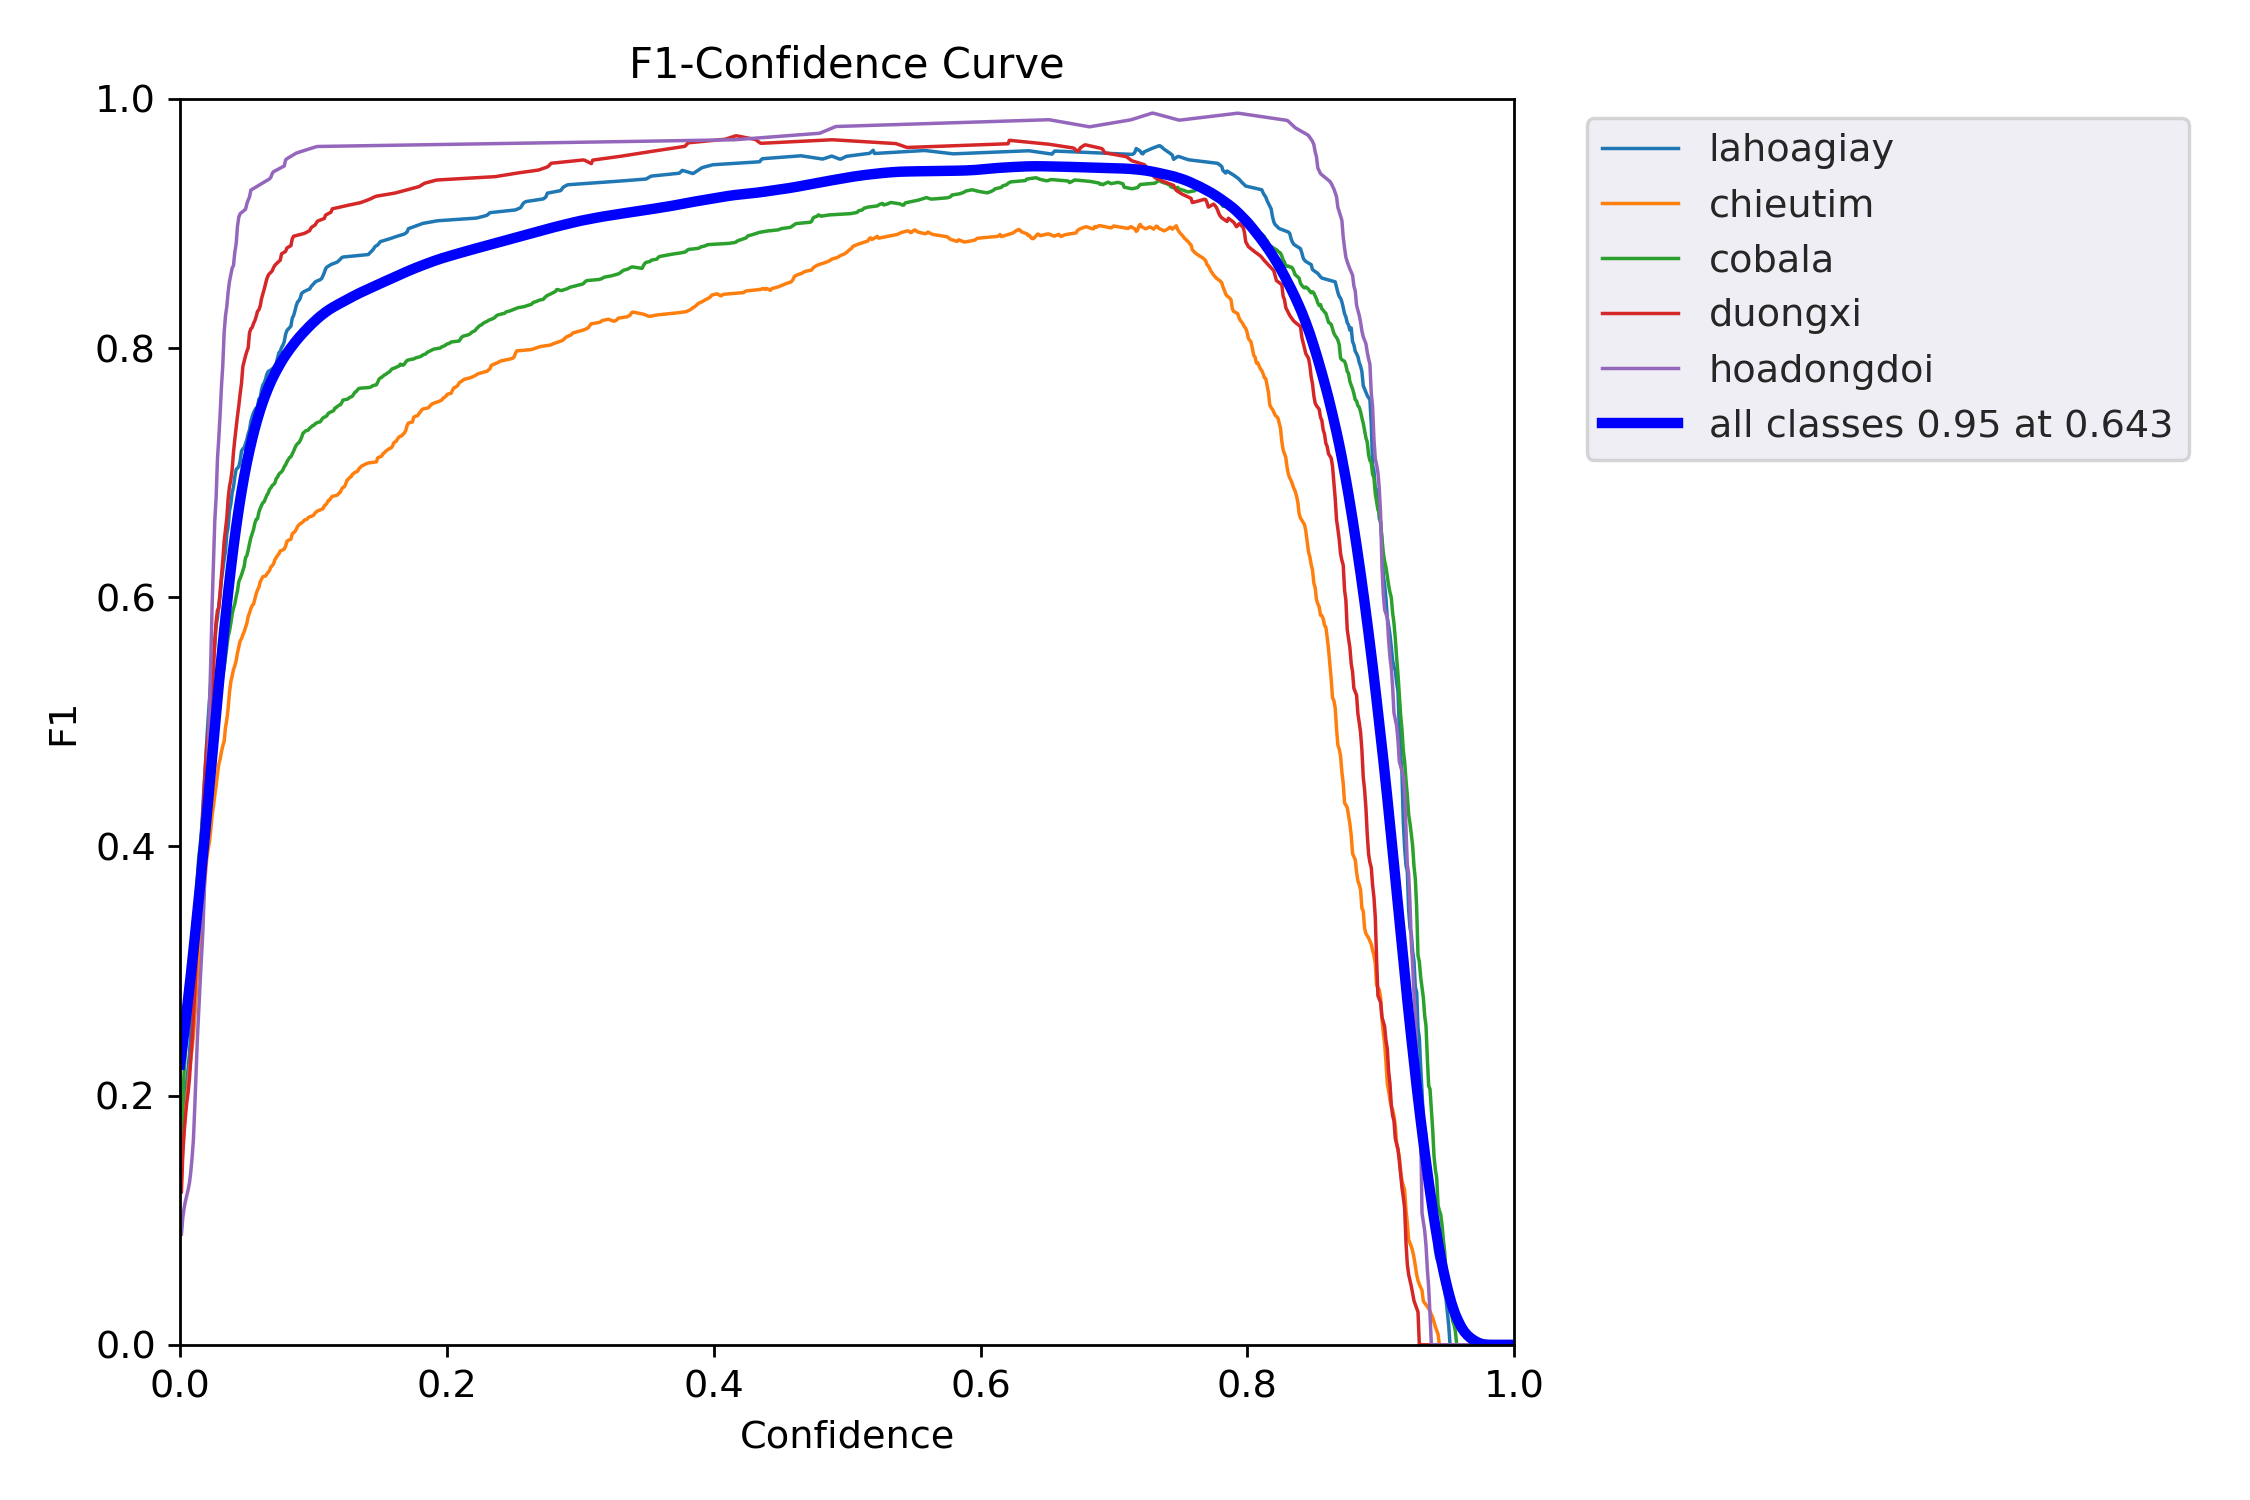 F1-Confidence Curve
1.0
0.8
0.6
0.4
0.2
0.0
F1
0.0 0.2 0.4 0.6 0.8 1.0
Confidence
lahoagiay
chieutim
cobala
duongxi
hoadongdoi
all classes 0.95 at 0.643